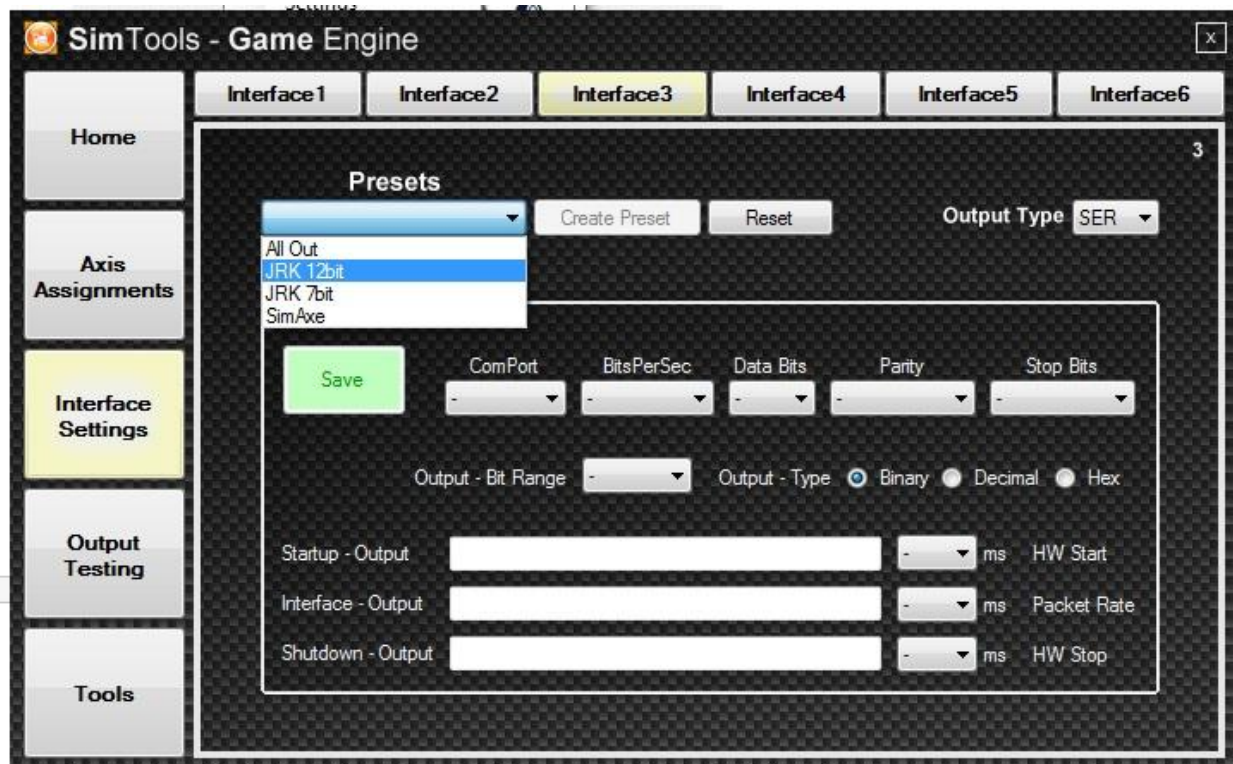 Settings
SimTools - Game Engine
x
Interface1 Interface2 Interface3 Interface4 Interface5 Interface6
Home
Axis
Assignments
Interface
Settings
Output
Testing
Tools
3
Presets
Create Preset Reset Output Type SER
All Out
JRK 12bit
JRK 7bit
SimAxe
Save
ComPort BitsPerSec Data Bits Parity Stop Bits
- - - - -
Output - Bit Range - Output - Type Binary Decimal Hex
Startup - Output - ms HW Start
Interface - Output - ms Packet Rate
Shutdown - Output - ms HW Stop